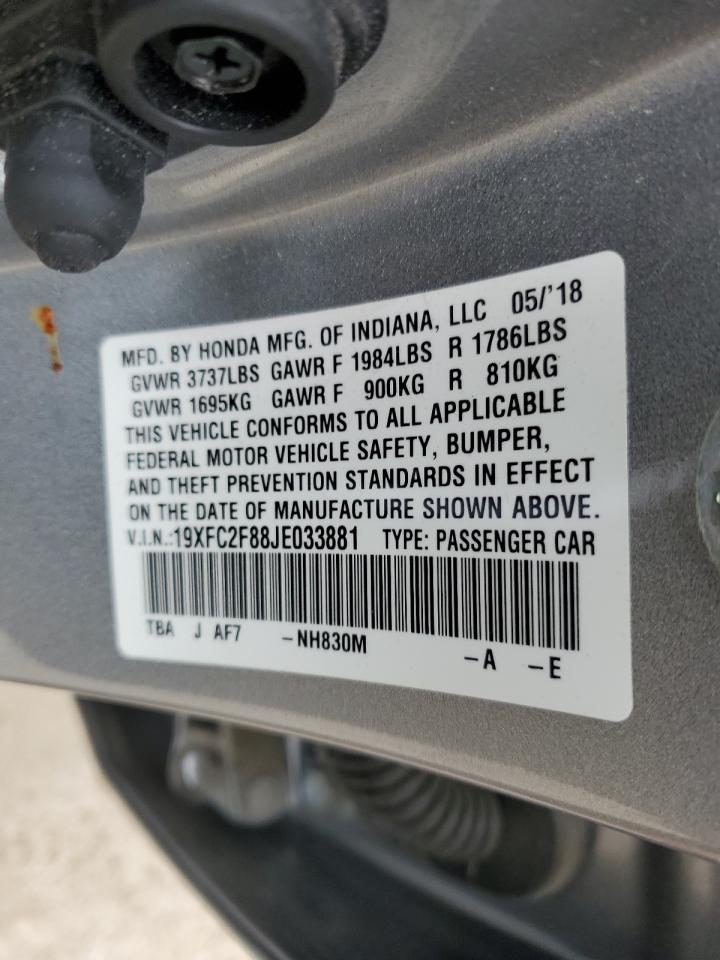 MFD. BY HONDA MFG. OF INDIANA, LLC 05/'18
GVWR 3737LBS GAWR F 1984LBS R 1786LBS
GVWR 1695KG GAWR F 900KG R 810KG
THIS VEHICLE CONFORMS TO ALL APPLICABLE
FEDERAL MOTOR VEHICLE SAFETY, BUMPER,
AND THEFT PREVENTION STANDARDS IN EFFECT
ON THE DATE OF MANUFACTURE SHOWN ABOVE.
V.I.N.:19XFC2F88JE033881 TYPE: PASSENGER CAR
TBA J AF7 -NH830M -A -E